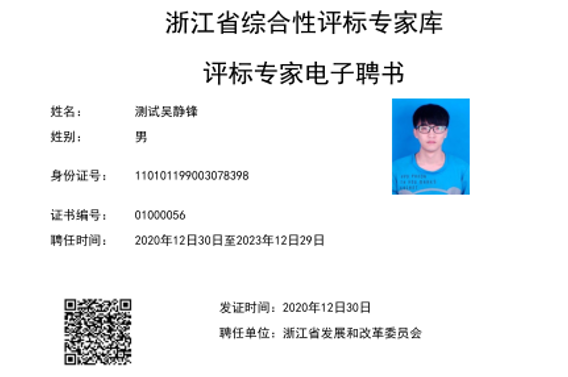 浙江省综合性评标专家库
评标专家电子聘书
姓名： 测试吴静锋
姓别： 男
身份证号： 110101199003078398
证书编号： 01000056
聘任时间： 2020年12月30日至2023年12月29日
发证时间：2020年12月30日
聘任单位：浙江省发展和改革委员会